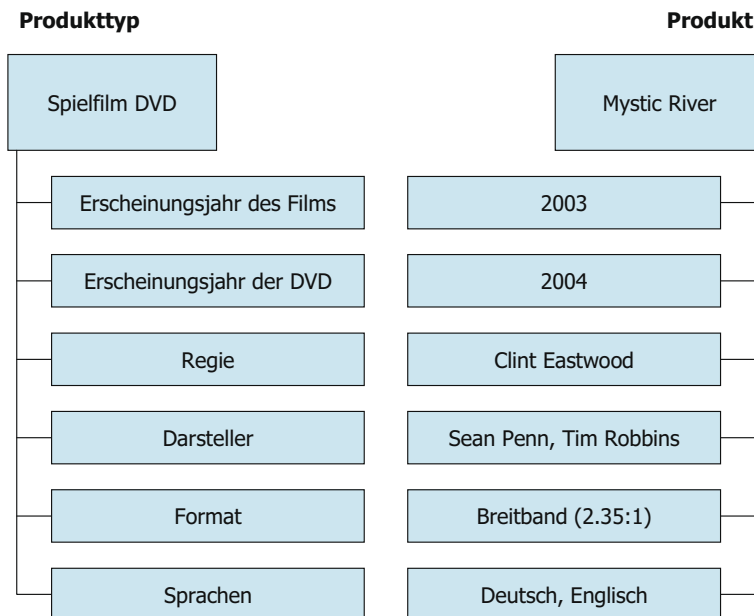 Produkttyp
Produkt
Spielfilm DVD
Mystic River
Erscheinungsjahr des Films
2003
Erscheinungsjahr der DVD
2004
Regie
Clint Eastwood
Darsteller
Sean Penn, Tim Robbins
Format
Breitband (2.35:1)
Sprachen
Deutsch, Englisch